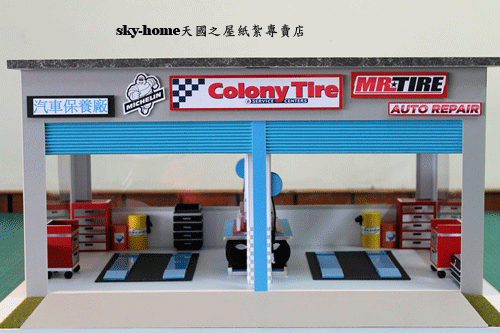 sky-home天國之屋紙紮專賣店
汽車保養廠
MICHELIN
Colony Tire
SERVICE CENTERS
MR. TIRE
AUTO REPAIR